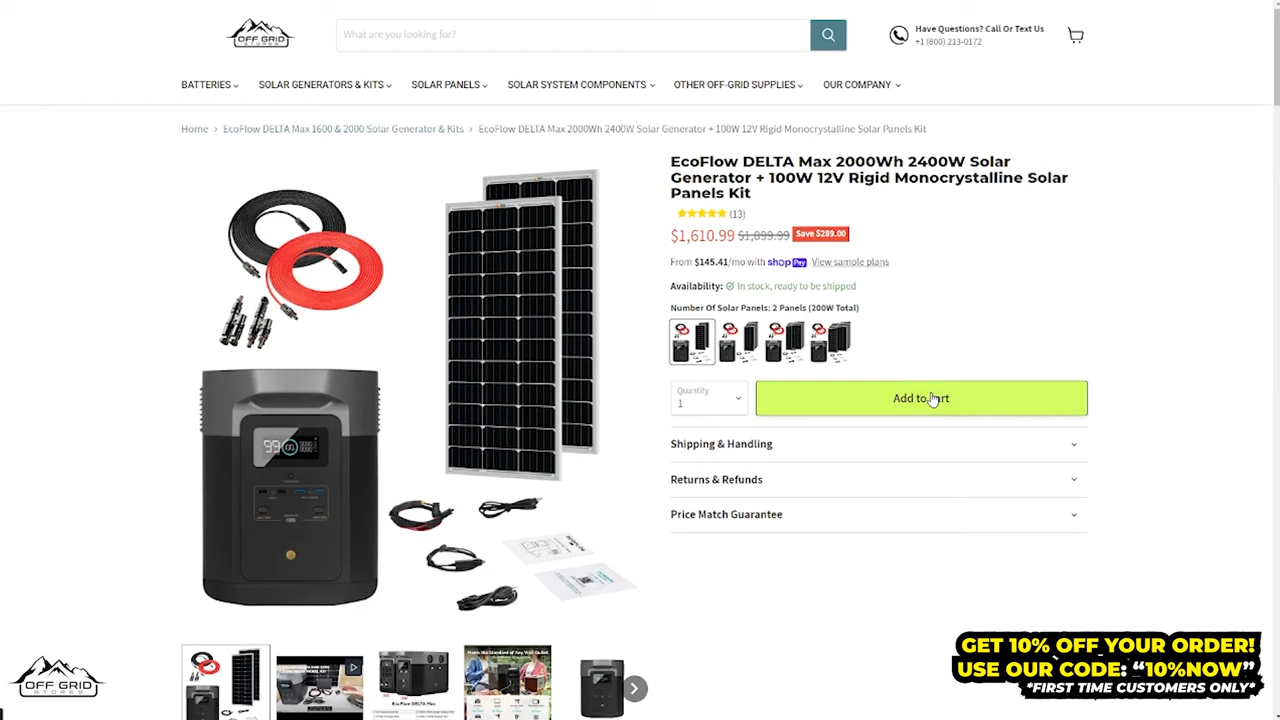 OFF GRID
STORES
What are you looking for?
Have Questions? Call Or Text Us
+1 (800) 213-0172
BATTERIES
SOLAR GENERATORS & KITS
SOLAR PANELS
SOLAR SYSTEM COMPONENTS
OTHER OFF-GRID SUPPLIES
OUR COMPANY
Home > EcoFlow DELTA Max 1600 & 2000 Solar Generator & Kits > EcoFlow DELTA Max 2000Wh 2400W Solar Generator + 100W 12V Rigid Monocrystalline Solar Panels Kit
EcoFlow DELTA Max 2000Wh 2400W Solar
Generator + 100W 12V Rigid Monocrystalline Solar
Panels Kit
(13)
$1,610.99 $1,899.99 Save $289.00
From $145.41/mo with shop Pay View sample plans
Availability: In stock, ready to be shipped
Number Of Solar Panels: 2 Panels (200W Total)
Quantity
1
Add to
Shipping & Handling
Returns & Refunds
Price Match Guarantee
99
EcoFlow DELTA Max
OFF GRID
STORES
GET 10% OFF YOUR ORDER!
USE OUR CODE: “10%NOW”
*FIRST TIME CUSTOMERS ONLY*